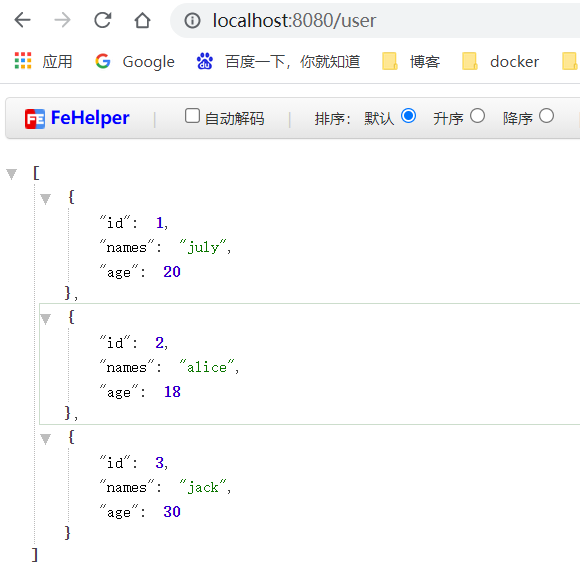 localhost:8080/user
应用 Google 百度一下，你就知道 博客 docker
FeHelper | 自动解码 | 排序： 默认 升序 降序
[
{
"id": 1,
"names": "july",
"age": 20
},
{
"id": 2,
"names": "alice",
"age": 18
},
{
"id": 3,
"names": "jack",
"age": 30
}
]